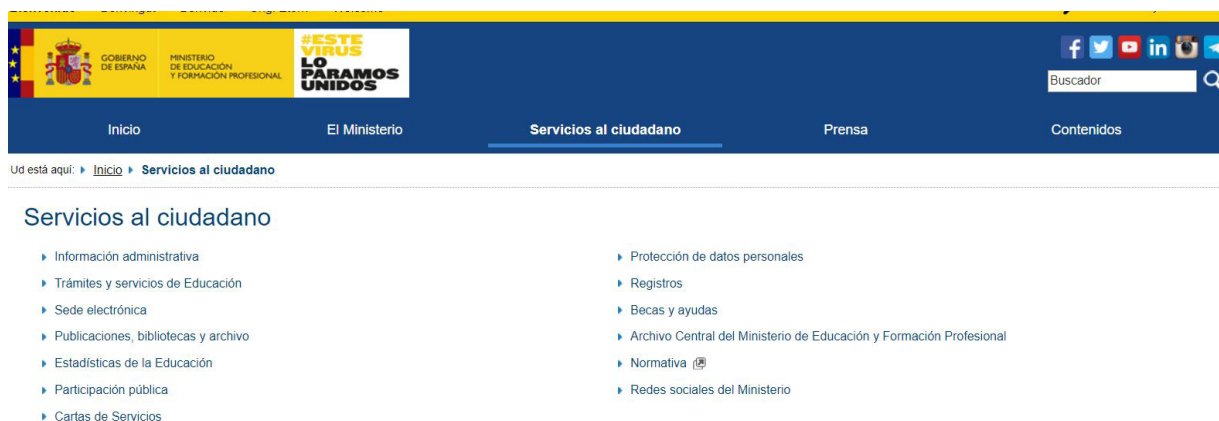 GOBIERNO
DE ESPAÑA
MINISTERIO
DE EDUCACIÓN
Y FORMACIÓN PROFESIONAL
#ESTE
VIRUS
LO
PARAMOS
UNIDOS
Buscador
Inicio
El Ministerio
Servicios al ciudadano
Prensa
Contenidos
Ud está aquí: Inicio Servicios al ciudadano
Servicios al ciudadano
Información administrativa
Trámites y servicios de Educación
Sede electrónica
Publicaciones, bibliotecas y archivo
Estadísticas de la Educación
Participación pública
Cartas de Servicios
Protección de datos personales
Registros
Becas y ayudas
Archivo Central del Ministerio de Educación y Formación Profesional
Normativa
Redes sociales del Ministerio